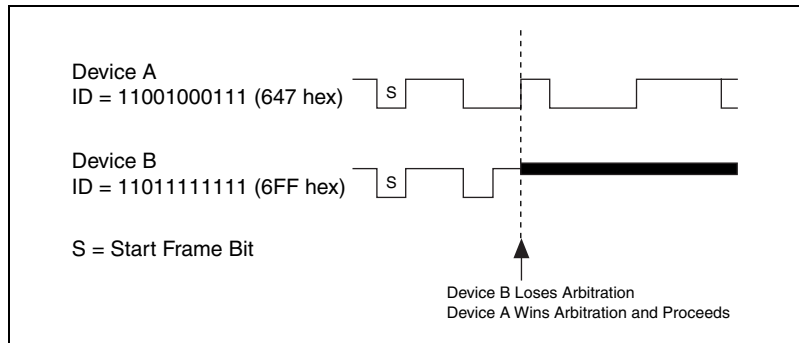 Device A
ID = 11001000111 (647 hex)
S
Device B
ID = 11011111111 (6FF hex)
S
S = Start Frame Bit
Device B Loses Arbitration
Device A Wins Arbitration and Proceeds